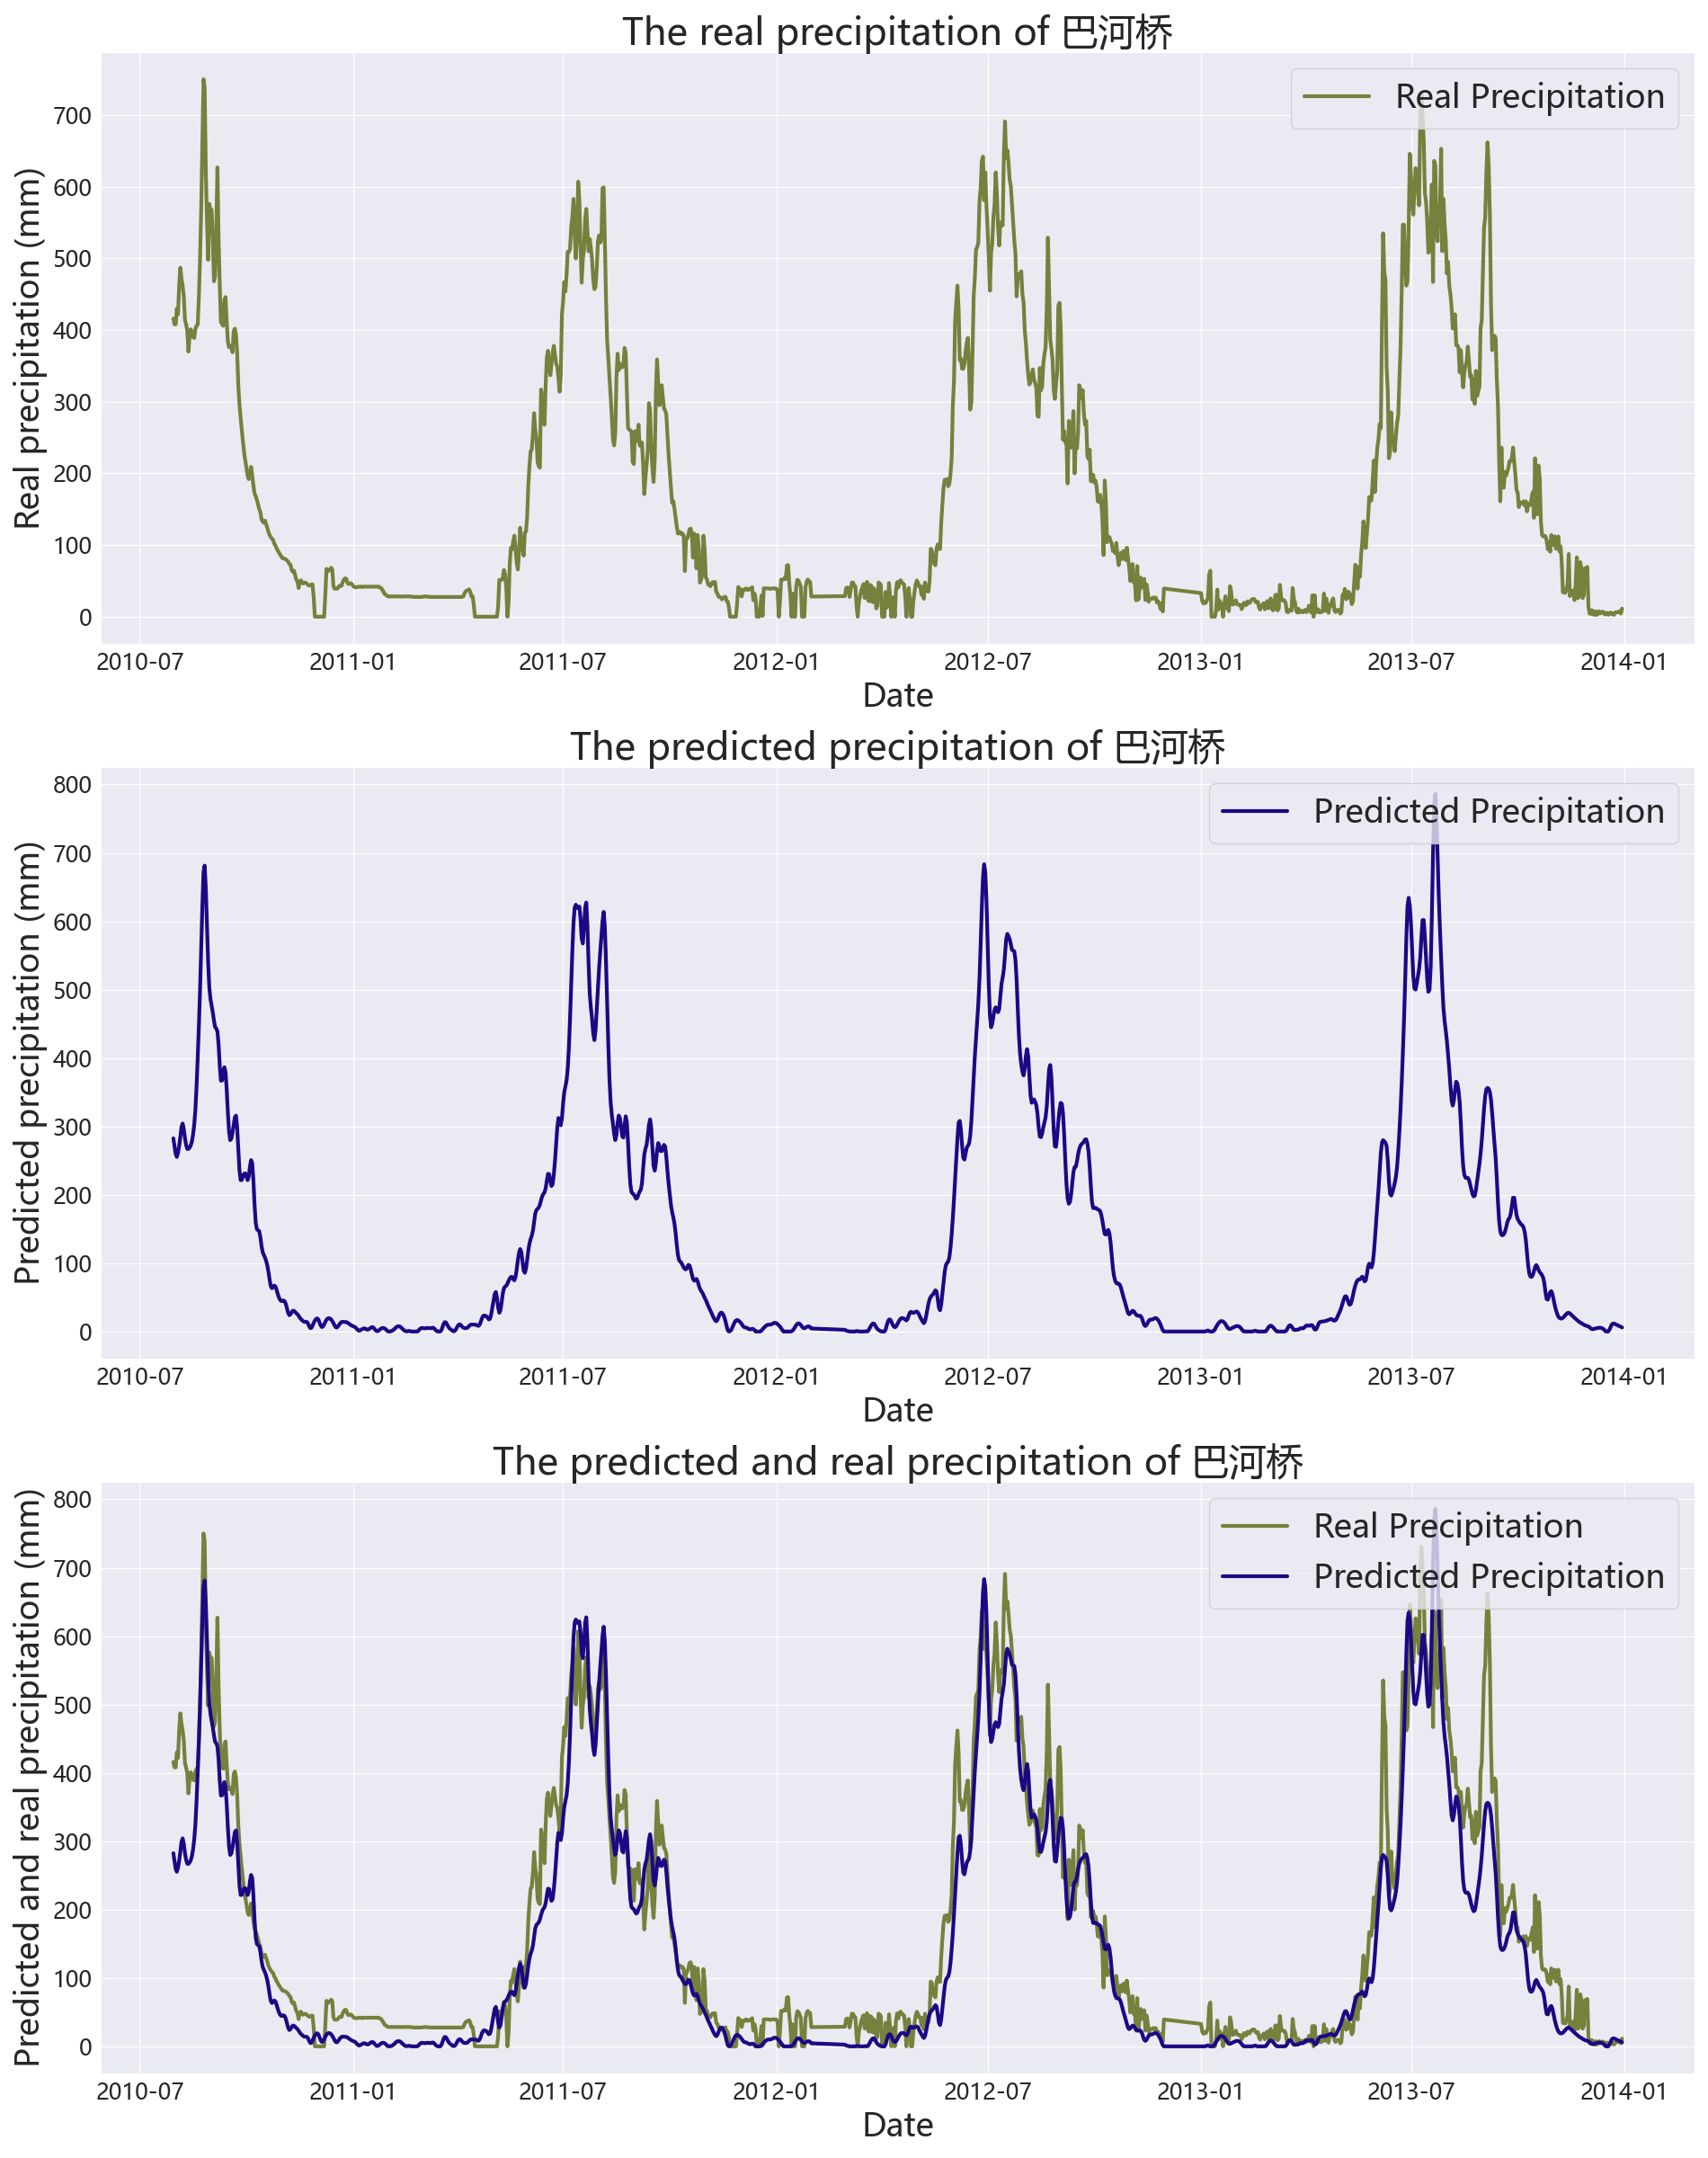 The real precipitation of 巴河桥
Real Precipitation
Real precipitation (mm)
700
600
500
400
300
200
100
0
2010-07 2011-01 2011-07 2012-01 2012-07 2013-01 2013-07 2014-01
Date
The predicted precipitation of 巴河桥
Predicted Precipitation
Predicted precipitation (mm)
800
700
600
500
400
300
200
100
0
2010-07 2011-01 2011-07 2012-01 2012-07 2013-01 2013-07 2014-01
Date
The predicted and real precipitation of 巴河桥
Real Precipitation
Predicted Precipitation
Predicted and real precipitation (mm)
800
700
600
500
400
300
200
100
0
2010-07 2011-01 2011-07 2012-01 2012-07 2013-01 2013-07 2014-01
Date